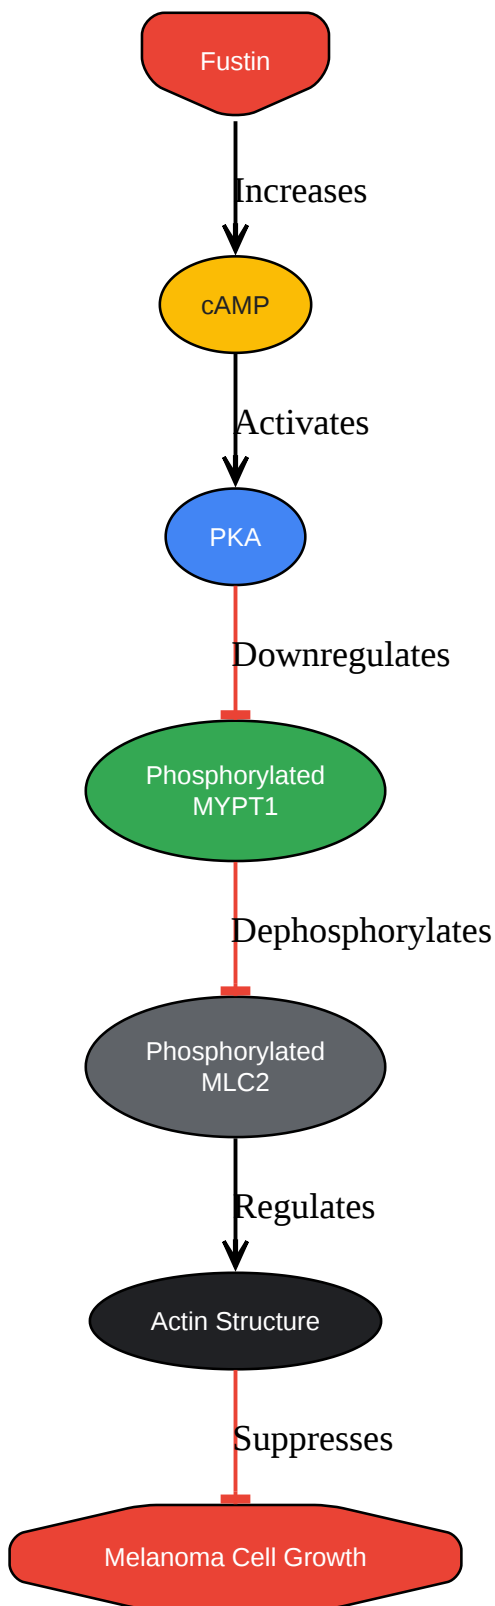 Fustin
Increases
cAMP
Activates
PKA
Downregulates
Phosphorylated
MYPT1
Dephosphorylates
Phosphorylated
MLC2
Regulates
Actin Structure
Suppresses
Melanoma Cell Growth